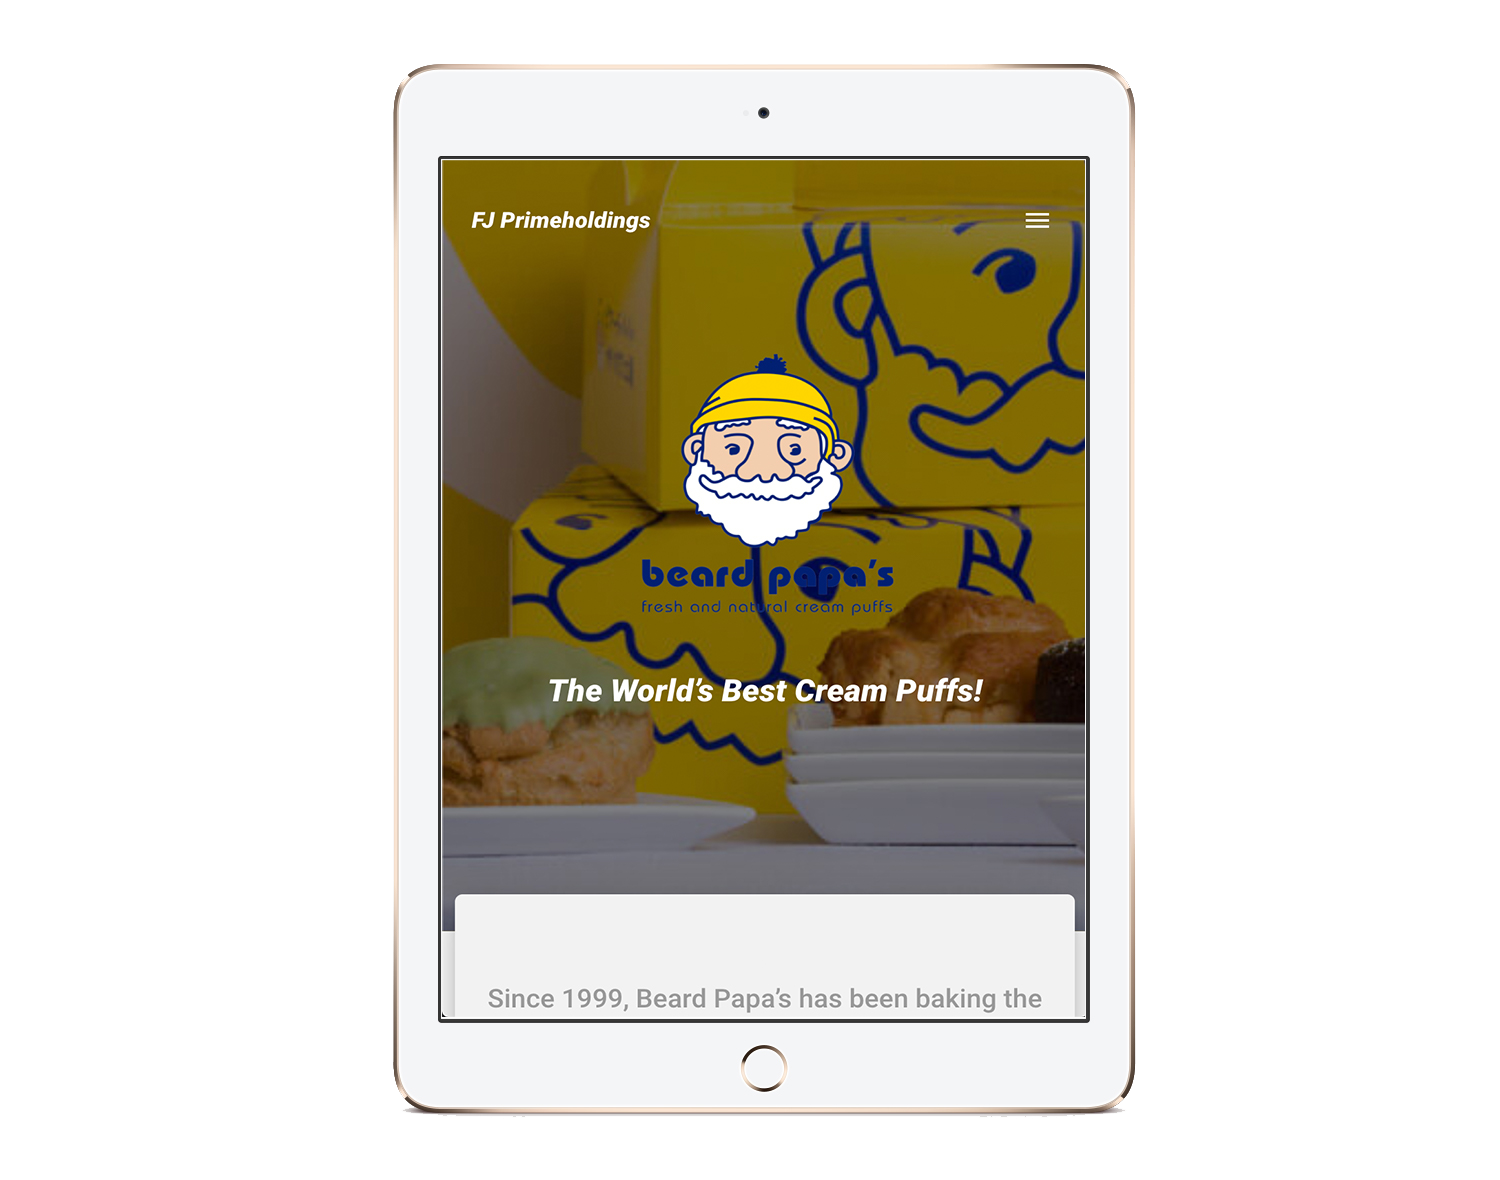 FJ Primeholdings
beard papa's
fresh and natural cream puffs
The World's Best Cream Puffs!
Since 1999, Beard Papa's has been baking the